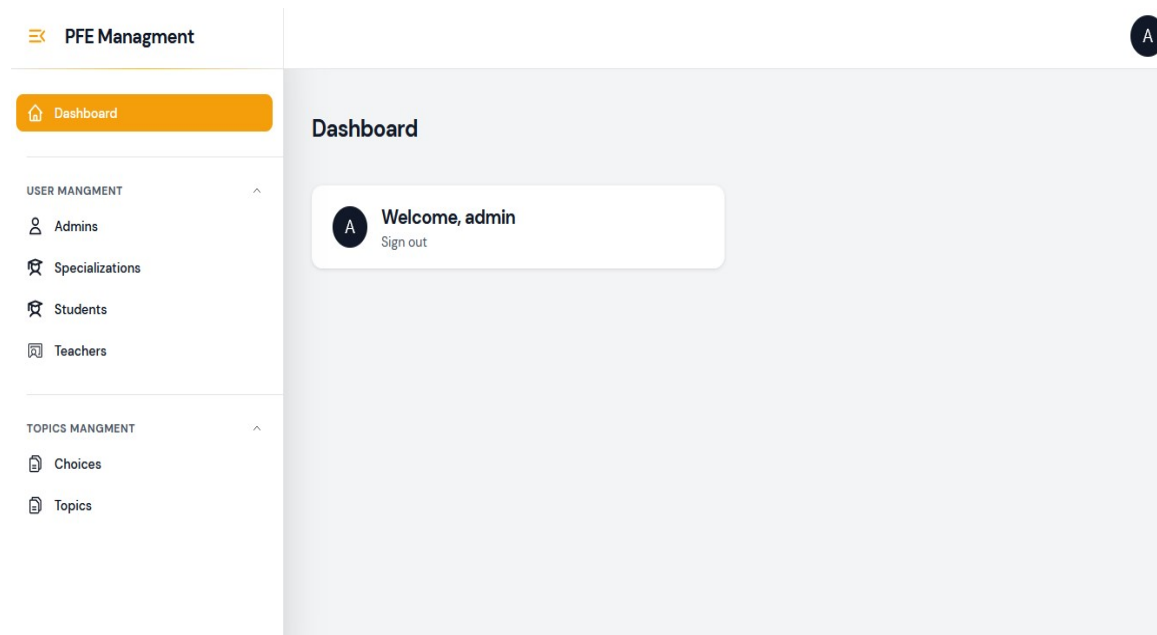 PFE Managment
A
Dashboard
Dashboard
USER MANGMENT
Admins
Specializations
Students
Teachers
TOPICS MANGMENT
Choices
Topics
A
Welcome, admin
Sign out